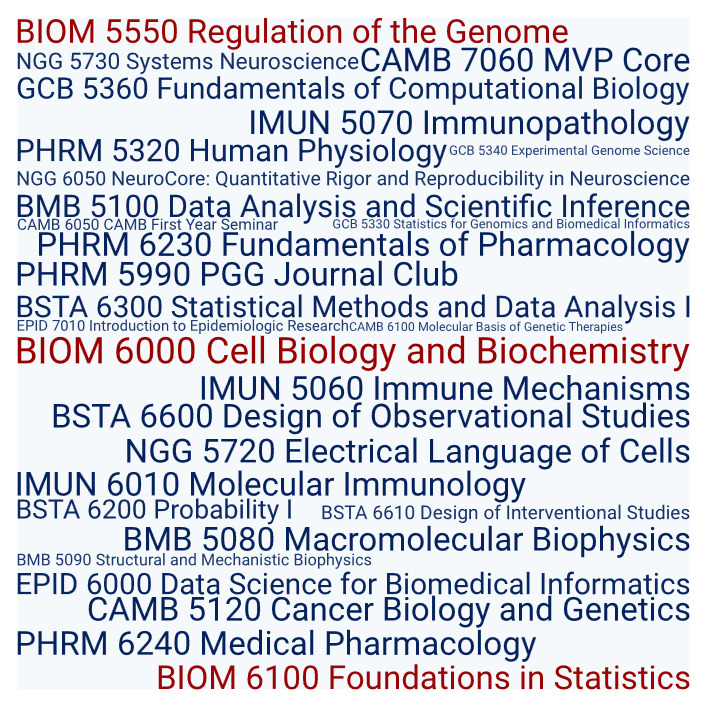 BIOM 5550 Regulation of the Genome
NGG 5730 Systems Neuroscience
CAMB 7060 MVP Core
GCB 5360 Fundamentals of Computational Biology
IMUN 5070 Immunopathology
PHRM 5320 Human Physiology
GCB 5340 Experimental Genome Science
NGG 6050 NeuroCore: Quantitative Rigor and Reproducibility in Neuroscience
BMB 5100 Data Analysis and Scientific Inference
CAMB 6050 CAMB First Year Seminar
GCB 5330 Statistics for Genomics and Biomedical Informatics
PHRM 6230 Fundamentals of Pharmacology
PHRM 5990 PGG Journal Club
BSTA 6300 Statistical Methods and Data Analysis I
EPID 7010 Introduction to Epidemiologic Research
CAMB 6100 Molecular Basis of Genetic Therapies
BIOM 6000 Cell Biology and Biochemistry
IMUN 5060 Immune Mechanisms
BSTA 6600 Design of Observational Studies
NGG 5720 Electrical Language of Cells
IMUN 6010 Molecular Immunology
BSTA 6200 Probability I
BSTA 6610 Design of Interventional Studies
BMB 5080 Macromolecular Biophysics
BMB 5090 Structural and Mechanistic Biophysics
EPID 6000 Data Science for Biomedical Informatics
CAMB 5120 Cancer Biology and Genetics
PHRM 6240 Medical Pharmacology
BIOM 6100 Foundations in Statistics